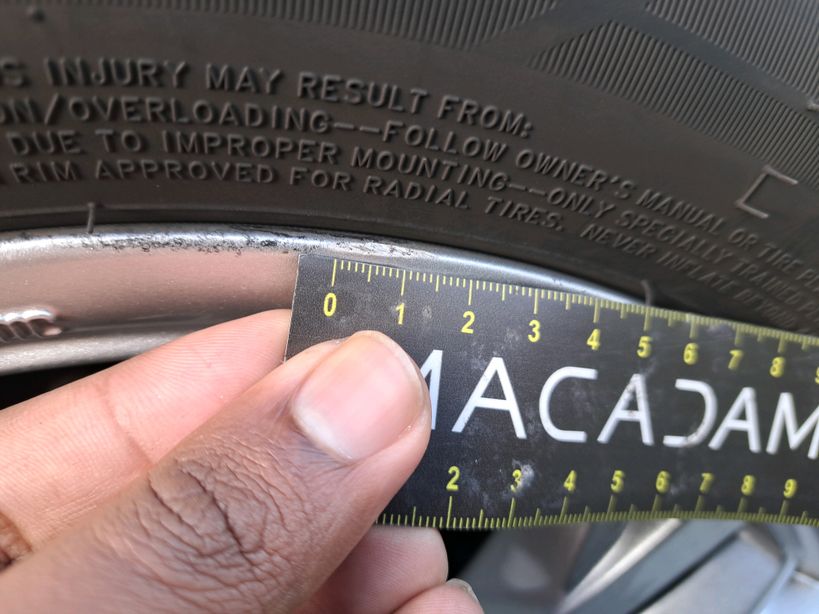 INJURY MAY RESULT FROM:
/OVERLOADING--FOLLOW OWNER'S MANUAL OR THE
DUE TO IMPROPER MOUNTING--ONLY SPECIALLY TRAINED
RIM APPROVED FOR RADIAL TIRES. NEVER INFLATE
0 1 2 3 4 5 6 7 8
MACADAM
2 3 4 5 6 7 8 9